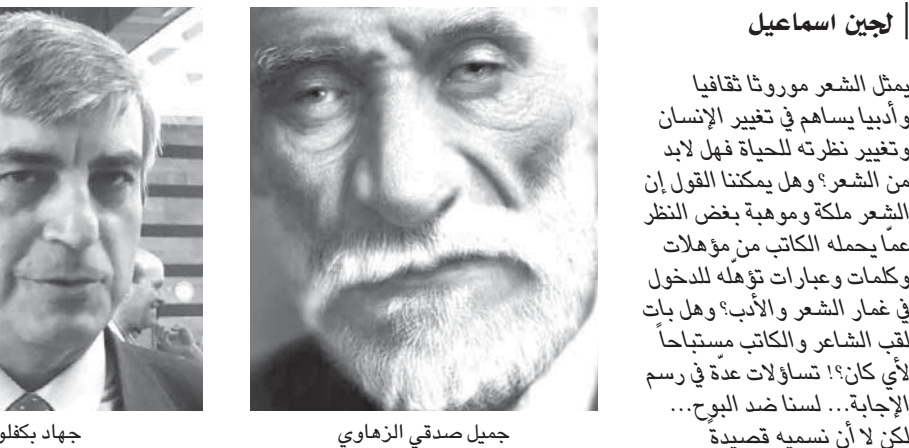 لجين اسماعيل
يمثل الشعر موروثا ثقافيا
وأدبيا يساهم في تغيير الإنسان
وتغيير نظرته للحياة فهل لابد
من الشعر؟ وهل يمكننا القول إن
الشعر ملكة وموهبة بغض النظر
عمّا يحمله الكاتب من مؤهلات
وكلمات وعبارات تؤهّله للدخول
في غمار الشعر والأدب؟ وهل بات
لقب الشاعر والكاتب مستباحاً
لأي كان؟! تساؤلات عدّة في رسم
الإجابة... لسنا ضد البوح...
لكن لا أن نسميه قصيدةً
جميل صدقي الزهاوي
جهاد بكفلو